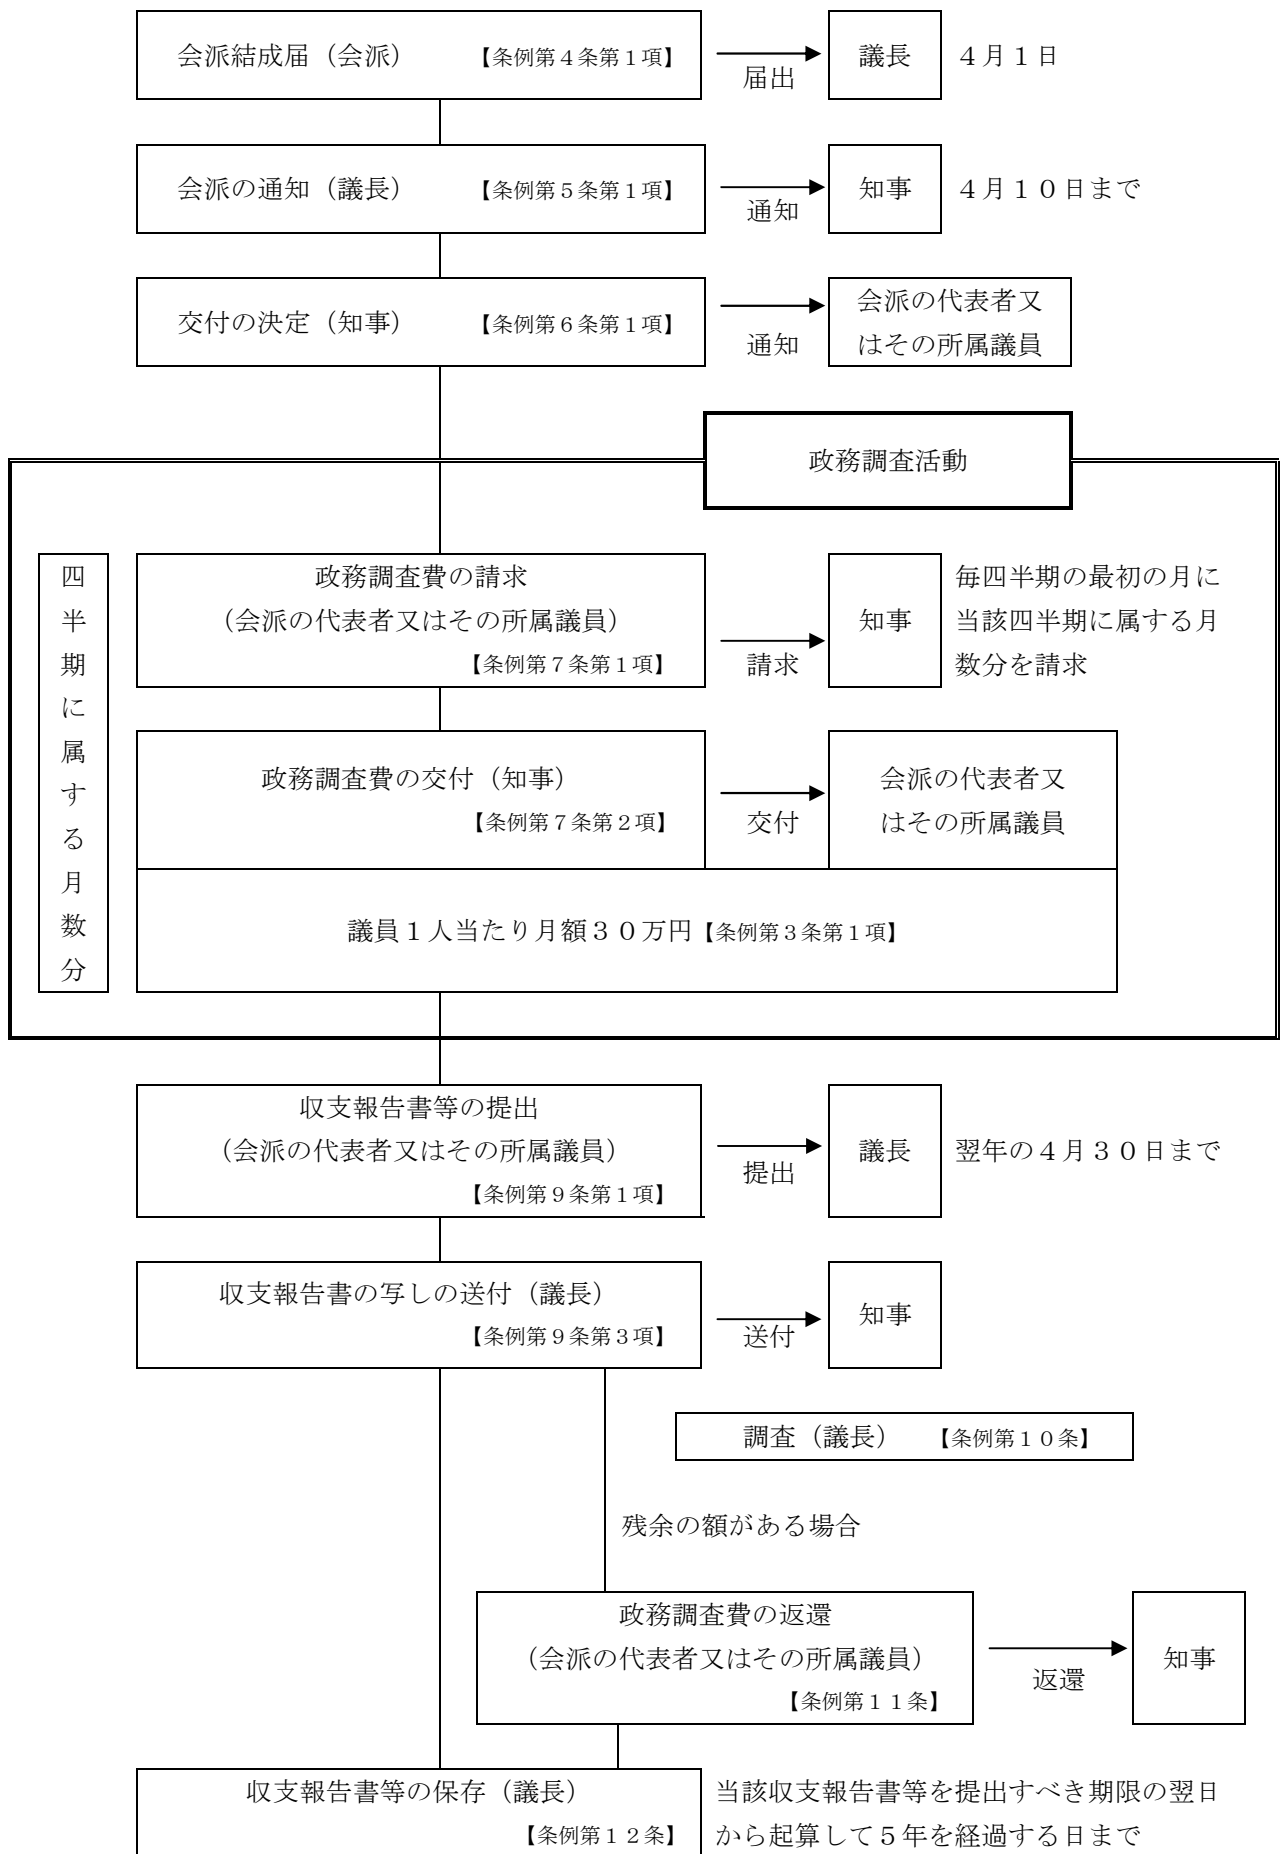 会派結成届（会派）　【条例第４条第１項】　届出　議長　４月１日
会派の通知（議長）　【条例第５条第１項】　通知　知事　４月１０日まで
交付の決定（知事）　【条例第６条第１項】　通知
会派の代表者又
はその所属議員
政務調査活動
四半期に属する月数分
政務調査費の請求
（会派の代表者又はその所属議員）
【条例第７条第１項】
請求
知事
毎四半期の最初の月に
当該四半期に属する月
数分を請求
政務調査費の交付（知事）
【条例第７条第２項】
交付
会派の代表者又
はその所属議員
議員１人当たり月額３０万円【条例第３条第１項】
収支報告書等の提出
（会派の代表者又はその所属議員）
【条例第９条第１項】
提出
議長
翌年の４月３０日まで
収支報告書の写しの送付（議長）
【条例第９条第３項】
送付
知事
調査（議長）　【条例第１０条】
残余の額がある場合
政務調査費の返還
（会派の代表者又はその所属議員）
【条例第１１条】
返還
知事
収支報告書等の保存（議長）
【条例第１２条】
当該収支報告書等を提出すべき期限の翌日
から起算して５年を経過する日まで